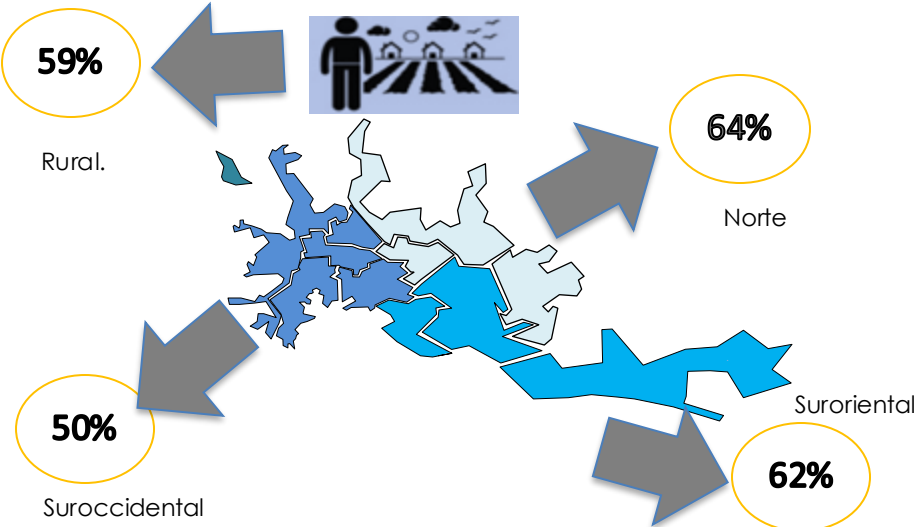 59%
Rural.
64%
Norte
50%
Suroccidental
Suroriental
62%